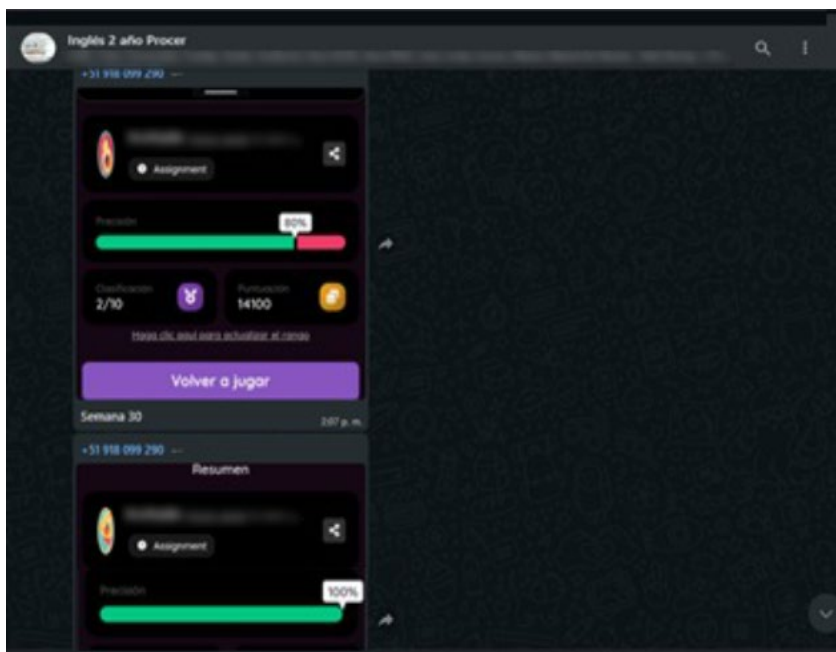 Inglés 2 año Procer
+51 918 099 290
Assignment
Precisión
80%
Clasificación
2/10
Puntuación
14100
Haga clic aquí para actualizar el rango
Volver a jugar
Semana 30
2:07 p. m.
+51 918 099 290
Resumen
Assignment
Precisión
100%